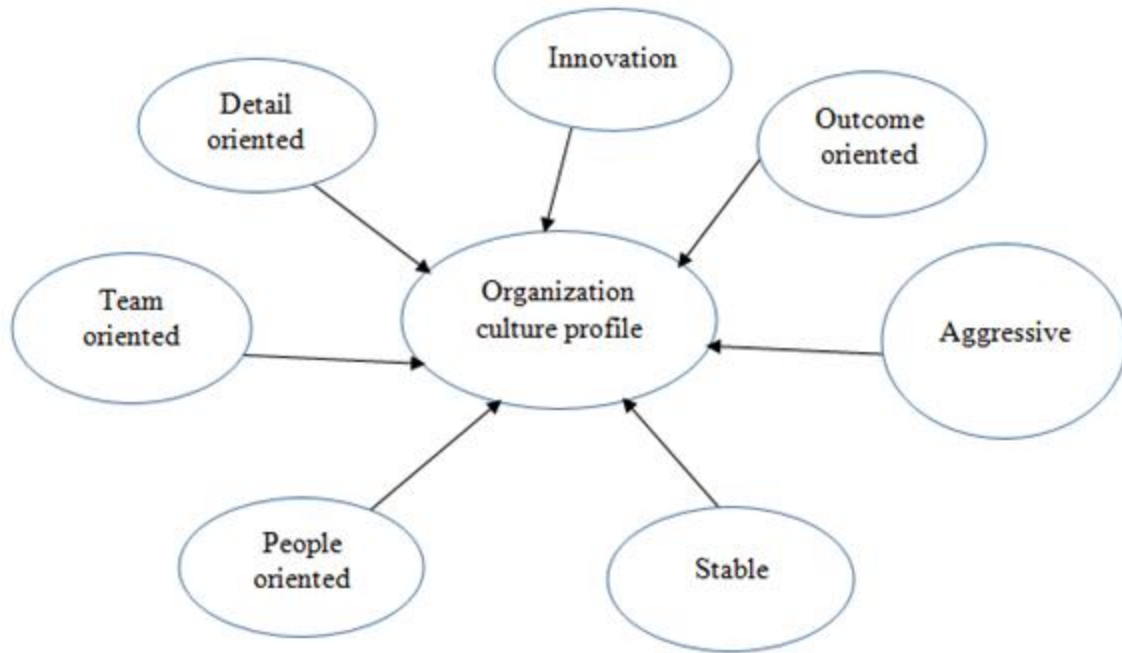 Innovation
Detail
oriented
Outcome
oriented
Team
oriented
Organization
culture profile
Aggressive
People
oriented
Stable